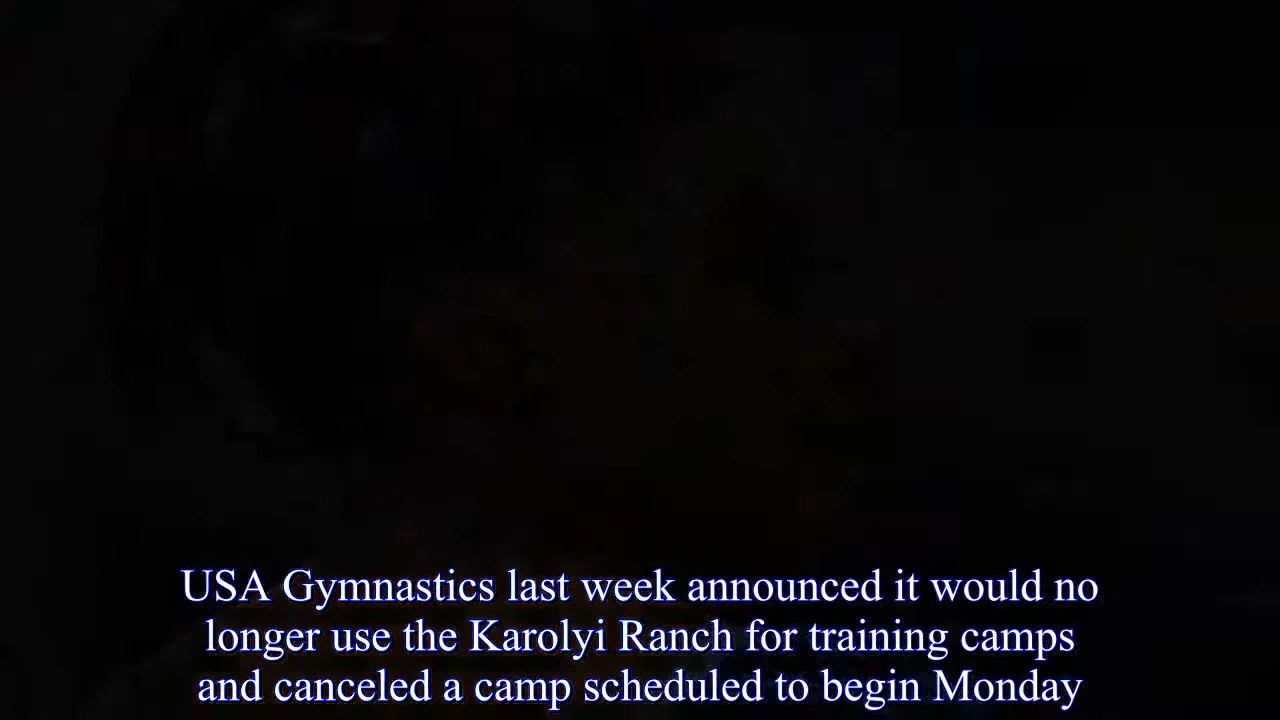 USA Gymnastics last week announced it would no
longer use the Karolyi Ranch for training camps
and canceled a camp scheduled to begin Monday